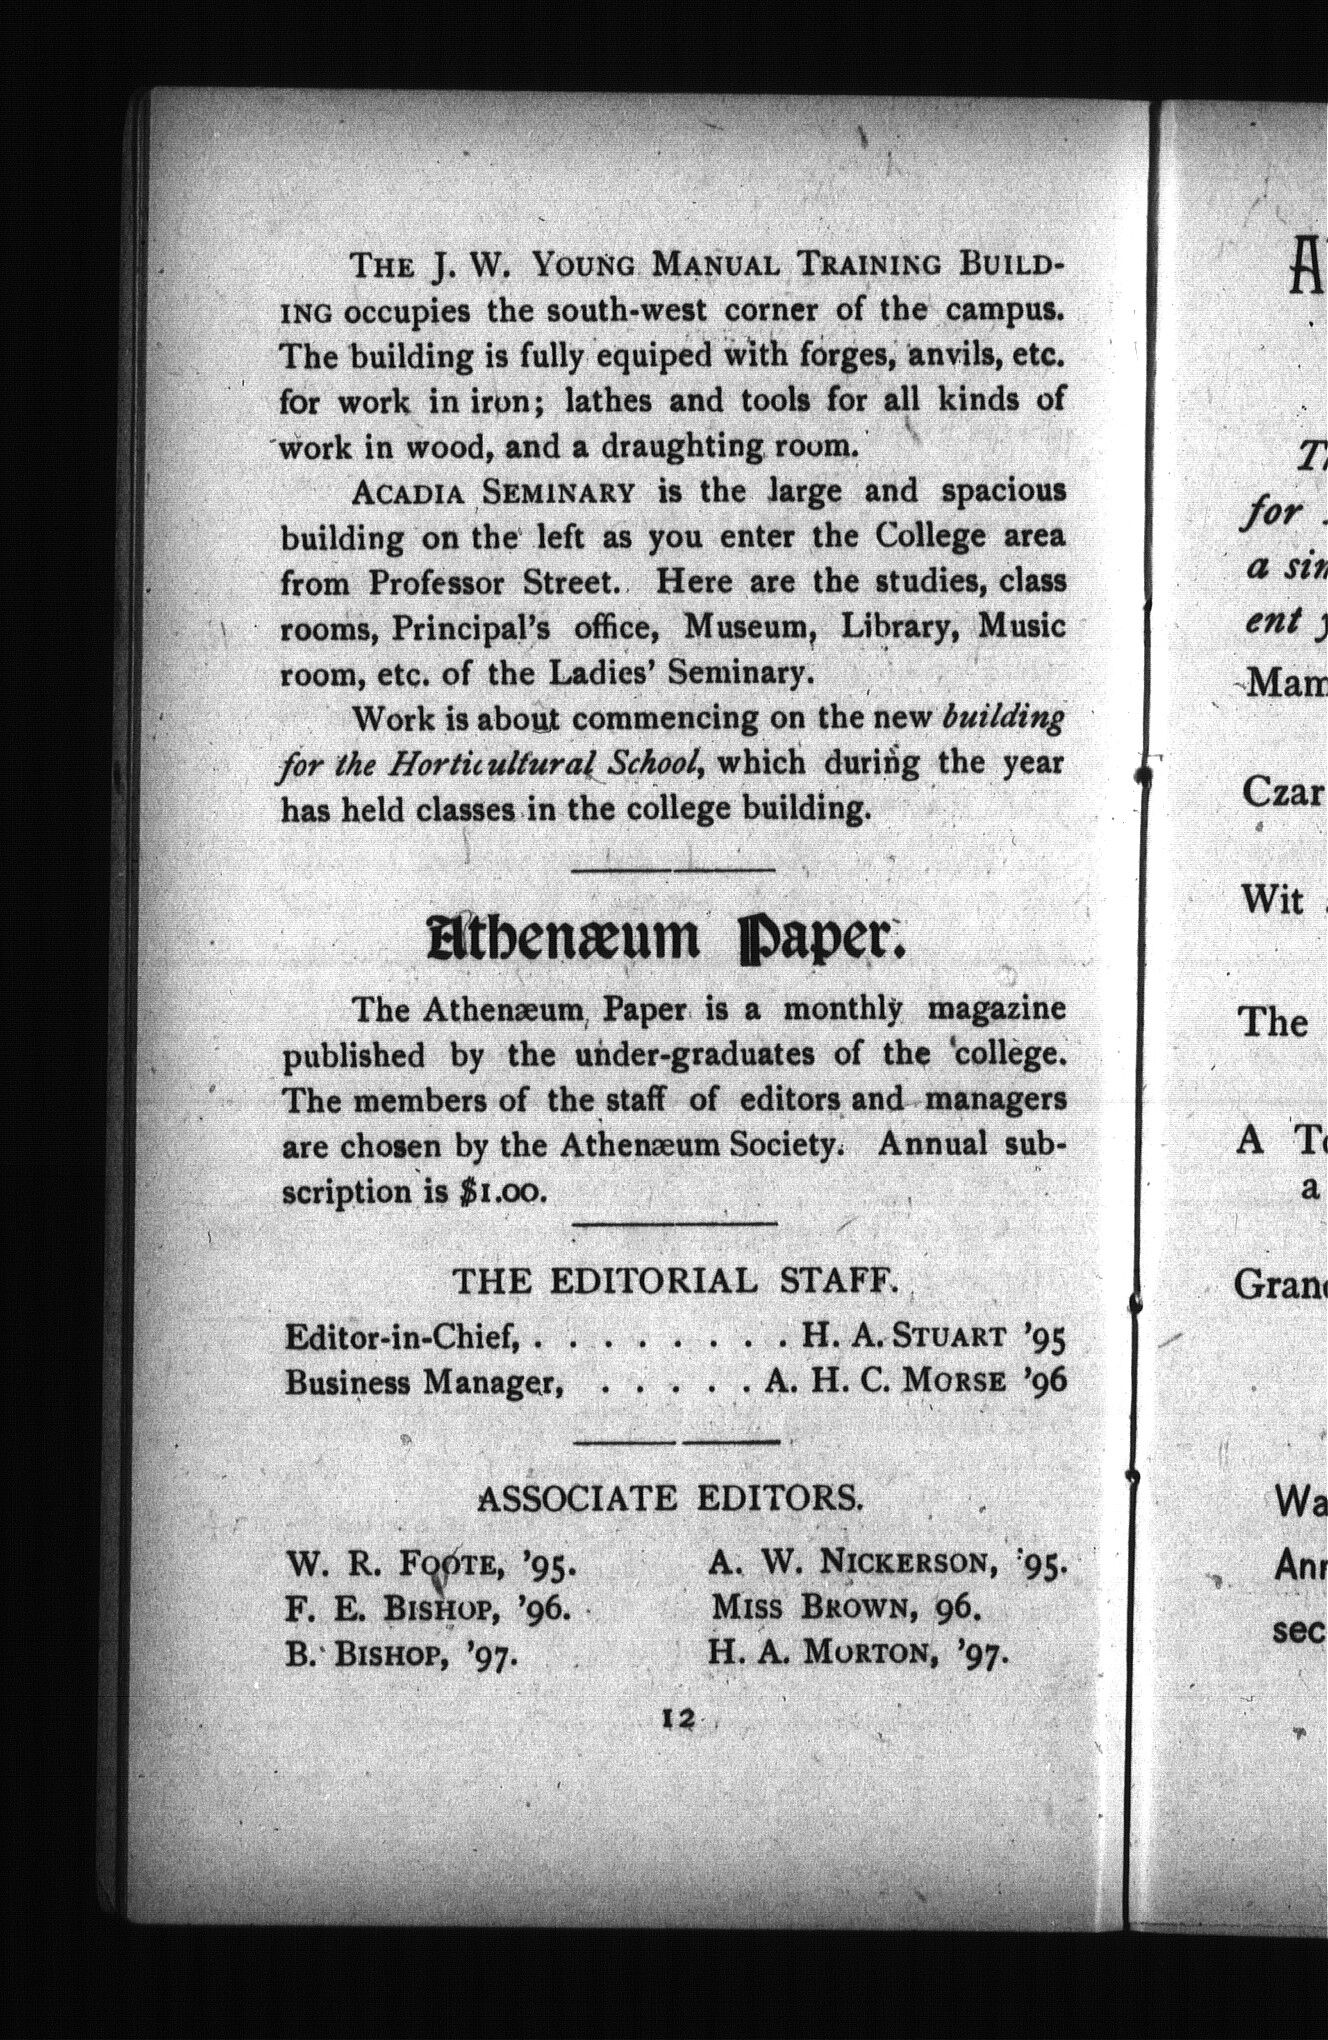 THE J. W. YOUNG MANUAL TRAINING BUILD-
ING occupies the south-west corner of the campus.
The building is fully equiped with forges, anvils, etc.
for work in iron; lathes and tools for all kinds of
work in wood, and a draughting room.
ACADIA SEMINARY is the large and spacious
building on the left as you enter the College area
from Professor Street. Here are the studies, class
rooms, Principal's office, Museum, Library, Music
room, etc. of the Ladies' Seminary.
Work is about commencing on the new building
for the Horticultural School, which during the year
has held classes in the college building.
Athenæum Paper.
The Athenæum Paper is a monthly magazine
published by the under-graduates of the college.
The members of the staff of editors and managers
are chosen by the Athenæum Society. Annual sub-
scription is $1.00.
THE EDITORIAL STAFF.
Editor-in-Chief, . . . . . . . . H. A. STUART '95
Business Manager, . . . . . A. H. C. MORSE '96
ASSOCIATE EDITORS.
W. R. FOOTE, '95. A. W. NICKERSON, '95.
F. E. BISHOP, '96. MISS BROWN, 96.
B. BISHOP, '97. H. A. MORTON, '97.
12
for
a
ent
Czar
Wit
The
A
a